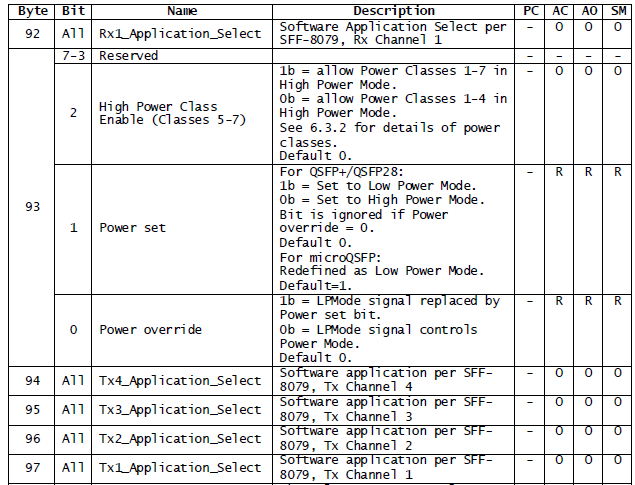 Byte Bit Name Description PC AC AO SM
92 All Rx1_Application_Select Software Application Select per - O O O
SFF-8079, Rx Channel 1
93 7-3 Reserved - - - -
2 High Power Class Enable (Classes 5-7) 1b = allow Power Classes 1-7 in - O O O
High Power Mode.
0b = allow Power Classes 1-4 in
High Power Mode.
See 6.3.2 for details of power
classes.
Default 0.
1 Power set For QSFP+/QSFP28: - R R R
1b = Set to Low Power Mode.
0b = Set to High Power Mode.
Bit is ignored if Power
override = 0.
Default 0.
For microQSFP:
Redefined as Low Power Mode.
Default=1.
0 Power override 1b = LPMode signal replaced by - R R R
Power set bit.
0b = LPMode signal controls
Power Mode.
Default 0.
94 All Tx4_Application_Select Software application per SFF- - O O O
8079, Tx Channel 4
95 All Tx3_Application_Select Software application per SFF- - O O O
8079, Tx Channel 3
96 All Tx2_Application_Select Software application per SFF- - O O O
8079, Tx Channel 2
97 All Tx1_Application_Select Software application per SFF- - O O O
8079, Tx Channel 1